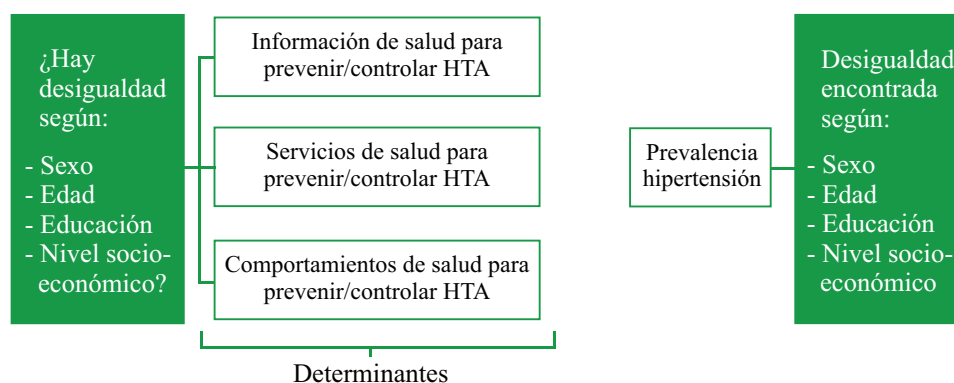 ¿Hay
desigualdad
según:
- Sexo
- Edad
- Educación
- Nivel socio-
económico?
Información de salud para
prevenir/controlar HTA
Servicios de salud para
prevenir/controlar HTA
Comportamientos de salud para
prevenir/controlar HTA
Determinantes
Prevalencia
hipertensión
Desigualdad
encontrada
según:
- Sexo
- Edad
- Educación
- Nivel socio-
económico